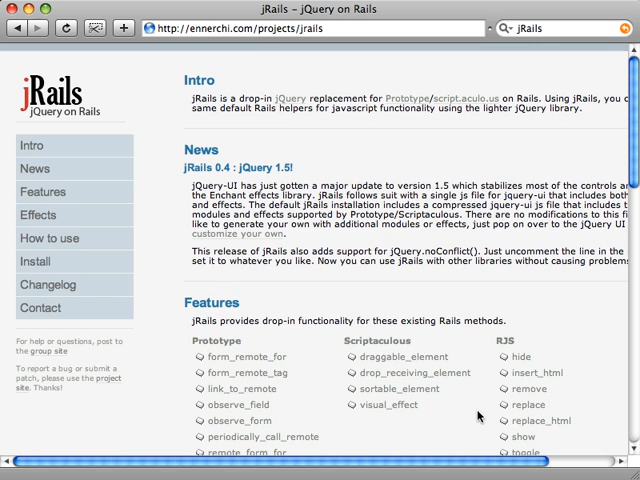 jRails - jQuery on Rails
http://ennerchi.com/projects/jrails
jRails
jRails
jQuery on Rails
Intro
News
Features
Effects
How to use
Install
Changelog
Contact
For help or questions, post to
the group site
To report a bug or submit a
patch, please use the project
site. Thanks!
Intro
jRails is a drop-in jQuery replacement for Prototype/script.aculo.us on Rails. Using jRails, you c
same default Rails helpers for javascript functionality using the lighter jQuery library.
News
jRails 0.4 : jQuery 1.5!
jQuery-UI has just gotten a major update to version 1.5 which stabilizes most of the controls ar
the Enchant effects library. jRails follows suit with a single js file for jquery-ui that includes both
and effects. The default jRails installation includes a compressed jquery-ui js file that includes t
modules and effects supported by Prototype/Scriptaculous. There are no modifications to this fi
like to generate your own with additional modules or effects, just pop on over to the jQuery UI
customize your own.
This release of jRails also adds support for jQuery.noConflict(). Just uncomment the line in the
set it to whatever you like. Now you can use jRails with other libraries without causing problems
Features
jRails provides drop-in functionality for these existing Rails methods.
Prototype
form_remote_for
form_remote_tag
link_to_remote
observe_field
observe_form
periodically_call_remote
remote_form_for
Scriptaculous
draggable_element
drop_receiving_element
sortable_element
visual_effect
RJS
hide
insert_html
remove
replace
replace_html
show
toggle